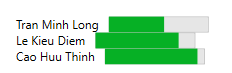 Tran Minh Long
Le Kieu Diem
Cao Huu Thinh